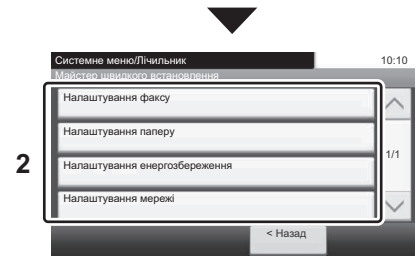 Системне меню/Лічильник
10:10
Майстер швидкого встановлення
Налаштування факсу
Налаштування паперу
2
1/1
Налаштування енергозбереження
Налаштування мережі
< Назад